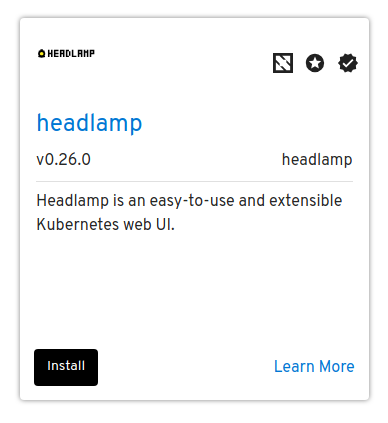 HEADLAMP
headlamp
v0.26.0 headlamp
Headlamp is an easy-to-use and extensible
Kubernetes web UI.
Install Learn More